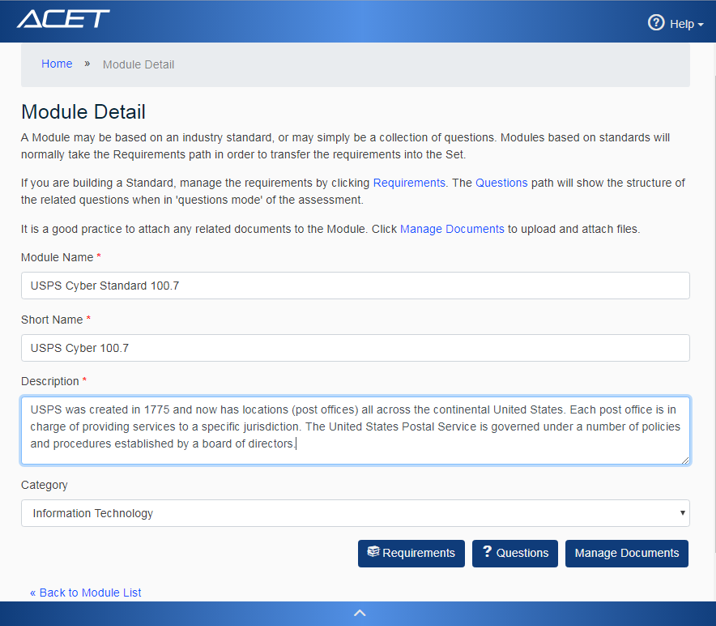 ACET
Help
Home » Module Detail
Module Detail
A Module may be based on an industry standard, or may simply be a collection of questions. Modules based on standards will
normally take the Requirements path in order to transfer the requirements into the Set.
If you are building a Standard, manage the requirements by clicking Requirements. The Questions path will show the structure of
the related questions when in 'questions mode' of the assessment.
It is a good practice to attach any related documents to the Module. Click Manage Documents to upload and attach files.
Module Name *
USPS Cyber Standard 100.7
Short Name *
USPS Cyber 100.7
Description *
USPS was created in 1775 and now has locations (post offices) all across the continental United States. Each post office is in
charge of providing services to a specific jurisdiction. The United States Postal Service is governed under a number of policies
and procedures established by a board of directors.
Category
Information Technology
Requirements ? Questions Manage Documents
« Back to Module List